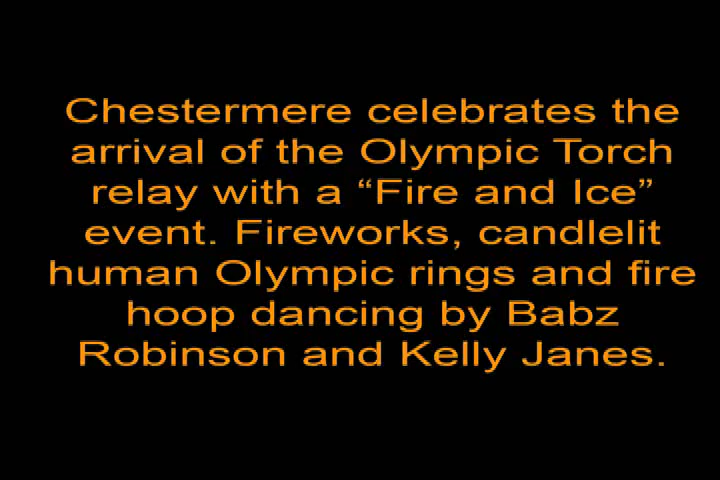 Chestermere celebrates the
arrival of the Olympic Torch
relay with a “Fire and Ice”
event. Fireworks, candlelit
human Olympic rings and fire
hoop dancing by Babz
Robinson and Kelly Janes.